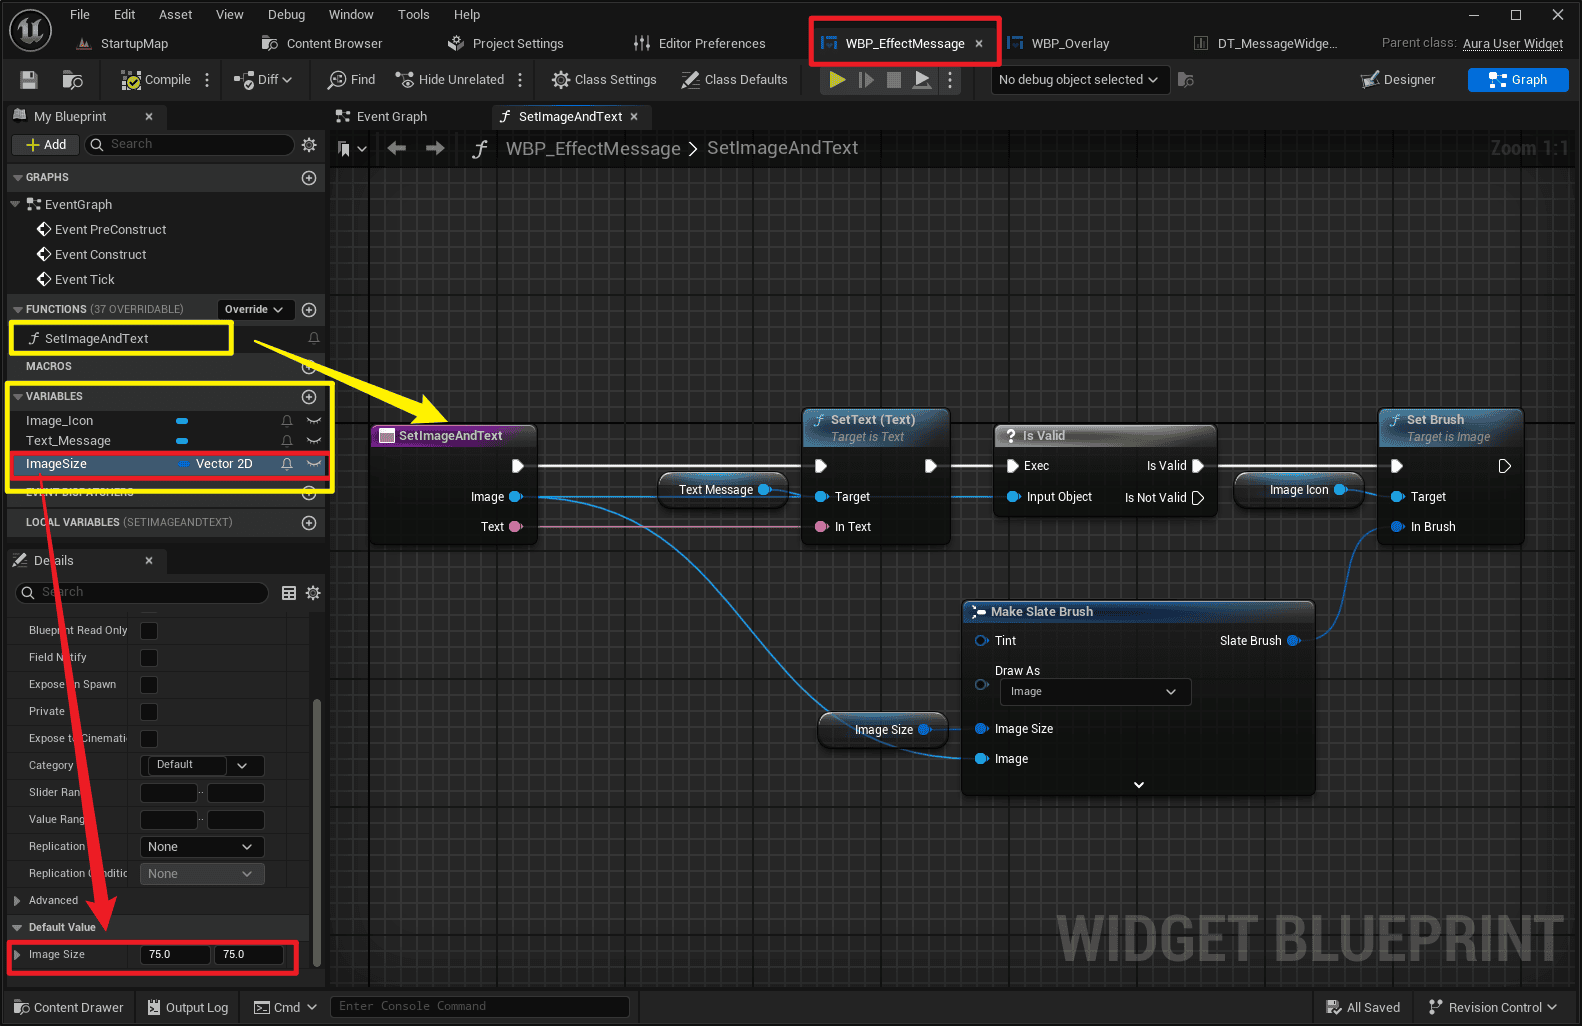 File Edit Asset View Debug Window Tools Help
StartupMap Content Browser Project Settings Editor Preferences WBP_EffectMessage WBP_Overlay DT_MessageWidge... Parent class: Aura User Widget
Compile Diff Find Hide Unrelated Class Settings Class Defaults No debug object selected Designer Graph
My Blueprint
Event Graph SetImageAndText
Add Search
WBP_EffectMessage > SetImageAndText Zoom 1:1
GRAPHS
EventGraph
Event PreConstruct
Event Construct
Event Tick
FUNCTIONS (37 OVERRIDABLE) Override
SetImageAndText
MACROS
VARIABLES
Image_Icon
Text_Message
ImageSize Vector 2D
EVENT DISPATCHERS
LOCAL VARIABLES (SETIMAGEANDTEXT)
Details
Search
Blueprint Read Only
Field Notify
Expose on Spawn
Private
Expose to Cinemati
Category Default
Slider Rang
Value Rang
Replication None
Replication Conditio None
Advanced
Default Value
Image Size 75.0 75.0
SetImageAndText
Image
Text
Text Message
SetText (Text)
Target is Text
Target
In Text
Is Valid
Exec Is Valid
Input Object Is Not Valid
Image Icon
Set Brush
Target is Image
Target
In Brush
Make Slate Brush
Tint Slate Brush
Draw As
Image
Image Size Image Size
Image
WIDGET BLUEPRINT
Content Drawer Output Log Cmd Enter Console Command All Saved Revision Control